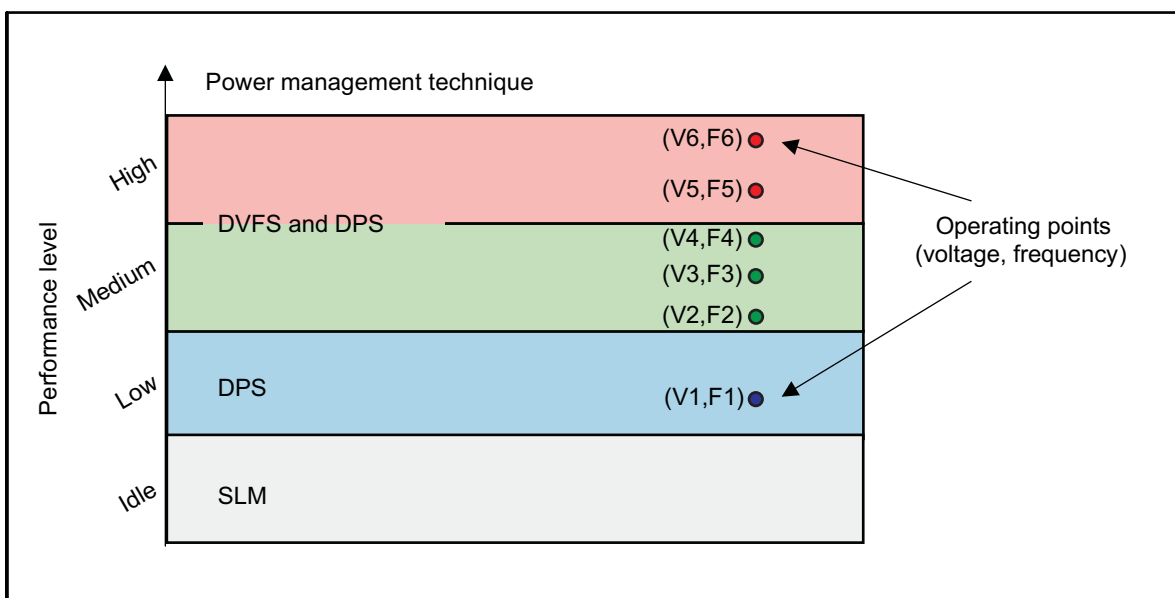 Power management technique
Performance level
High
(V6,F6)
(V5,F5)
DVFS and DPS
Medium
(V4,F4)
(V3,F3)
(V2,F2)
Operating points
(voltage, frequency)
Low
DPS
(V1,F1)
Idle
SLM